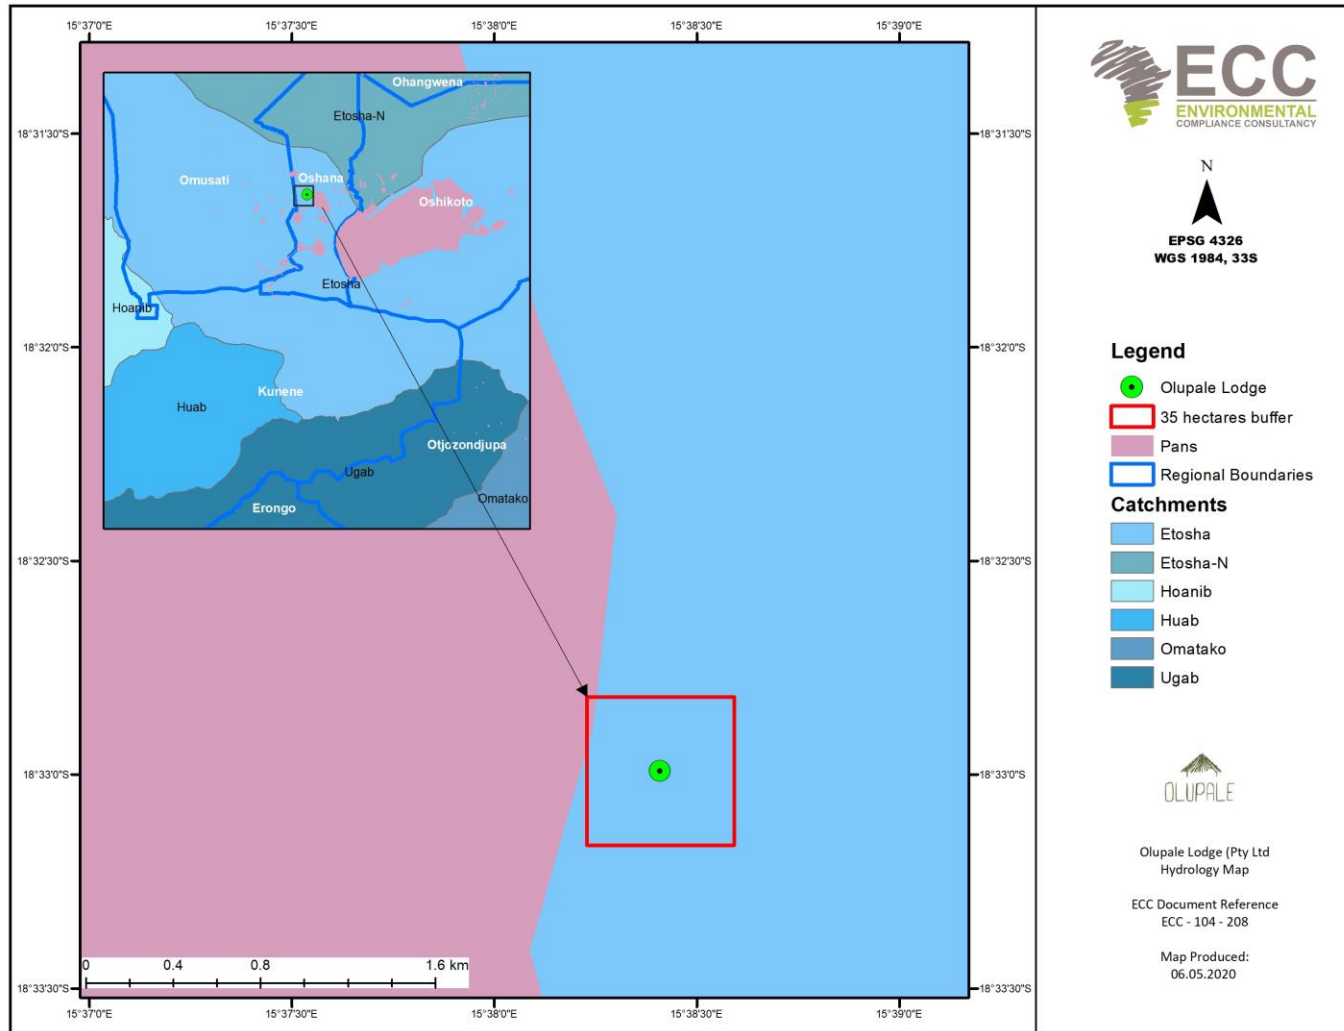 15°37'0"E
15°37'30"E
15°38'0"E
15°38'30"E
15°39'0"E
18°31'30"S
18°31'30"S
18°32'0"S
18°32'0"S
18°32'30"S
18°32'30"S
18°33'0"S
18°33'0"S
18°33'30"S
18°33'30"S
Ohangwena
Etosha-N
Omusati
Oshana
Oshikoto
Etosha
Hoanib
Kunene
Huab
Otjozondjupa
Ugab
Omatako
Erongo
0 0.4 0.8 1.6 km
15°37'0"E
15°37'30"E
15°38'0"E
15°38'30"E
15°39'0"E
ECC
ENVIRONMENTAL
COMPLIANCE CONSULTANCY
N
EPSG 4326
WGS 1984, 33S
Legend
Olupale Lodge
35 hectares buffer
Pans
Regional Boundaries
Catchments
Etosha
Etosha-N
Hoanib
Huab
Omatako
Ugab
OLUPALE
Olupale Lodge (Pty Ltd
Hydrology Map
ECC Document Reference
ECC - 104 - 208
Map Produced:
06.05.2020